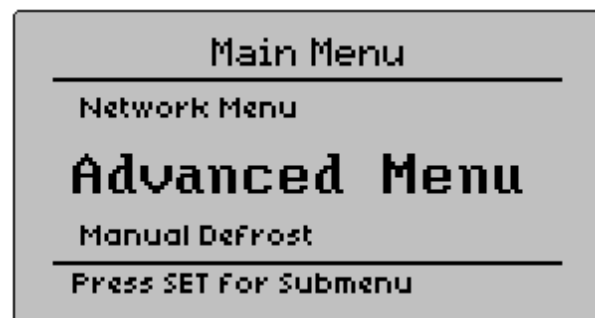 Main Menu
Network Menu
Advanced Menu
Manual Defrost
Press SET for Submenu